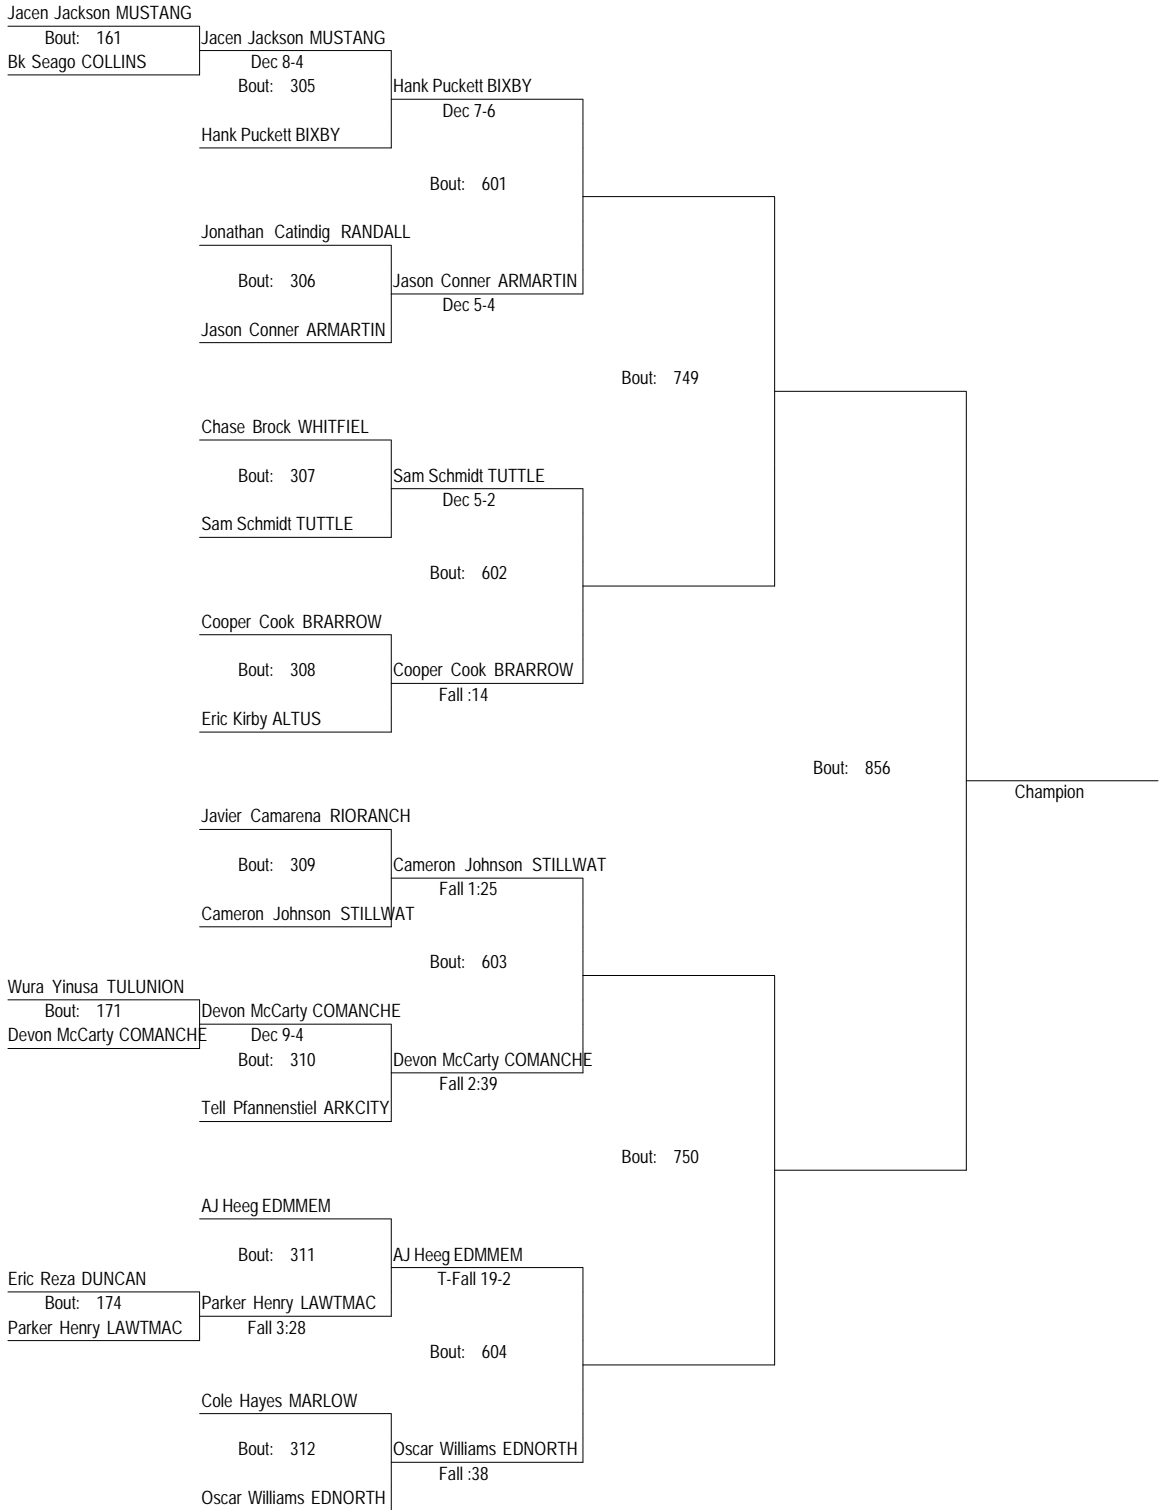 Jacen Jackson MUSTANG
Bout: 161
Jacen Jackson MUSTANG
Bk Seago COLLINS
Dec 8-4
Bout: 305
Hank Puckett BIXBY
Dec 7-6
Hank Puckett BIXBY
Bout: 601
Jonathan Catindig RANDALL
Bout: 306
Jason Conner ARMARTIN
Dec 5-4
Jason Conner ARMARTIN
Bout: 749
Chase Brock WHITFIEL
Bout: 307
Sam Schmidt TUTTLE
Dec 5-2
Sam Schmidt TUTTLE
Bout: 602
Cooper Cook BRARROW
Bout: 308
Cooper Cook BRARROW
Fall :14
Eric Kirby ALTUS
Bout: 856
Champion
Javier Camarena RIORANCH
Bout: 309
Cameron Johnson STILLWAT
Fall 1:25
Cameron Johnson STILLWAT
Bout: 603
Wura Yinusa TULUNION
Bout: 171
Devon McCarty COMANCHE
Devon McCarty COMANCHE
Dec 9-4
Bout: 310
Devon McCarty COMANCHE
Fall 2:39
Tell Pfannenstiel ARKCITY
Bout: 750
AJ Heeg EDMMEM
Bout: 311
AJ Heeg EDMMEM
T-Fall 19-2
Eric Reza DUNCAN
Bout: 174
Parker Henry LAWTMAC
Parker Henry LAWTMAC
Fall 3:28
Bout: 604
Cole Hayes MARLOW
Bout: 312
Oscar Williams EDNORTH
Fall :38
Oscar Williams EDNORTH